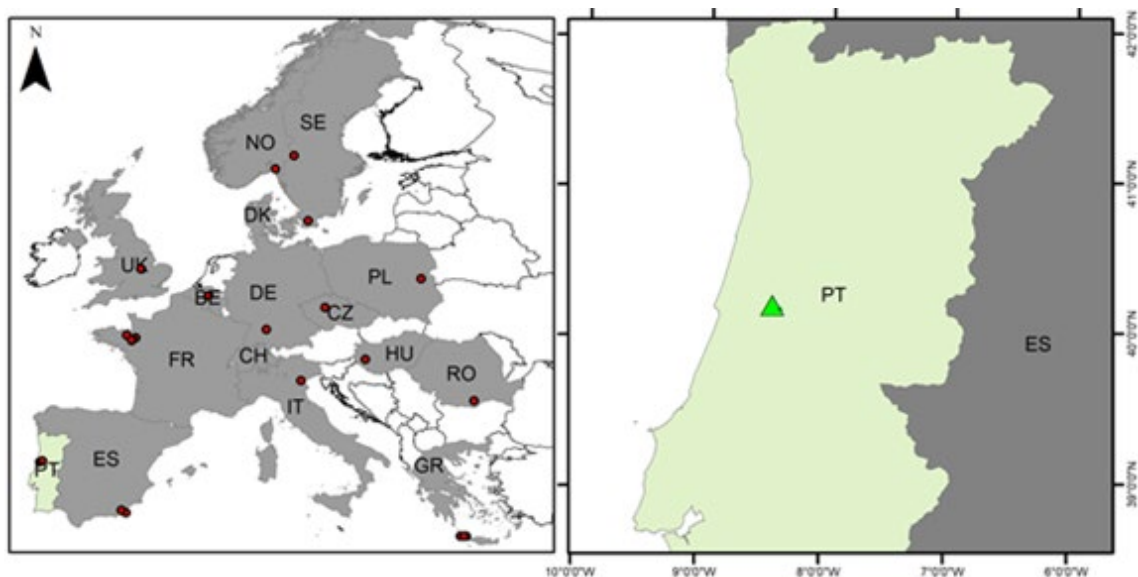 N
NO
SE
DK
UK
BE
DE
PL
CZ
FR
CH
HU
RO
IT
PT
ES
GR
PT
ES
42°0'0"N
41°0'0"N
40°0'0"N
39°0'0"N
10°0'0"W
9°0'0"W
8°0'0"W
7°0'0"W
6°0'0"W